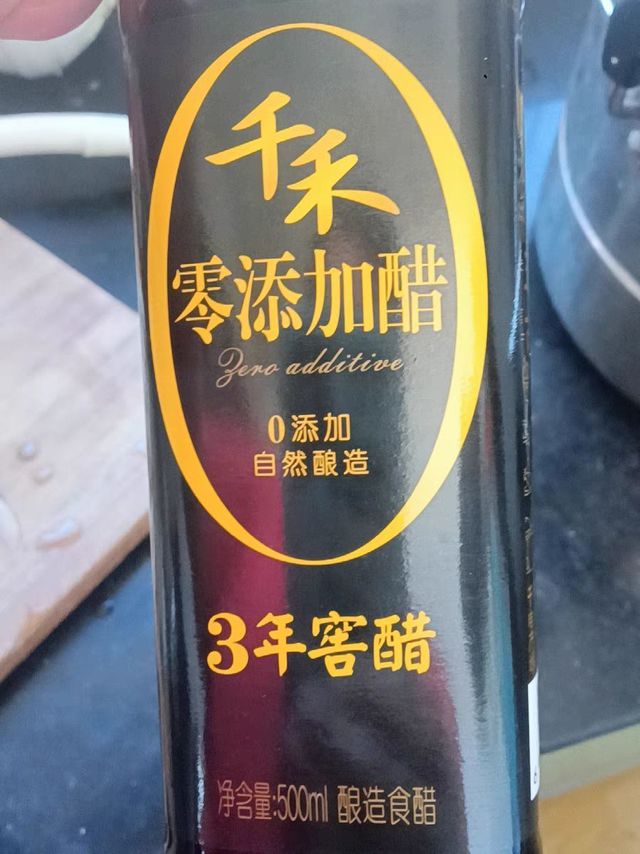 千禾
零添加醋
Zero additive
0添加
自然酿造
3年窖醋
净含量:500ml 酿造食醋